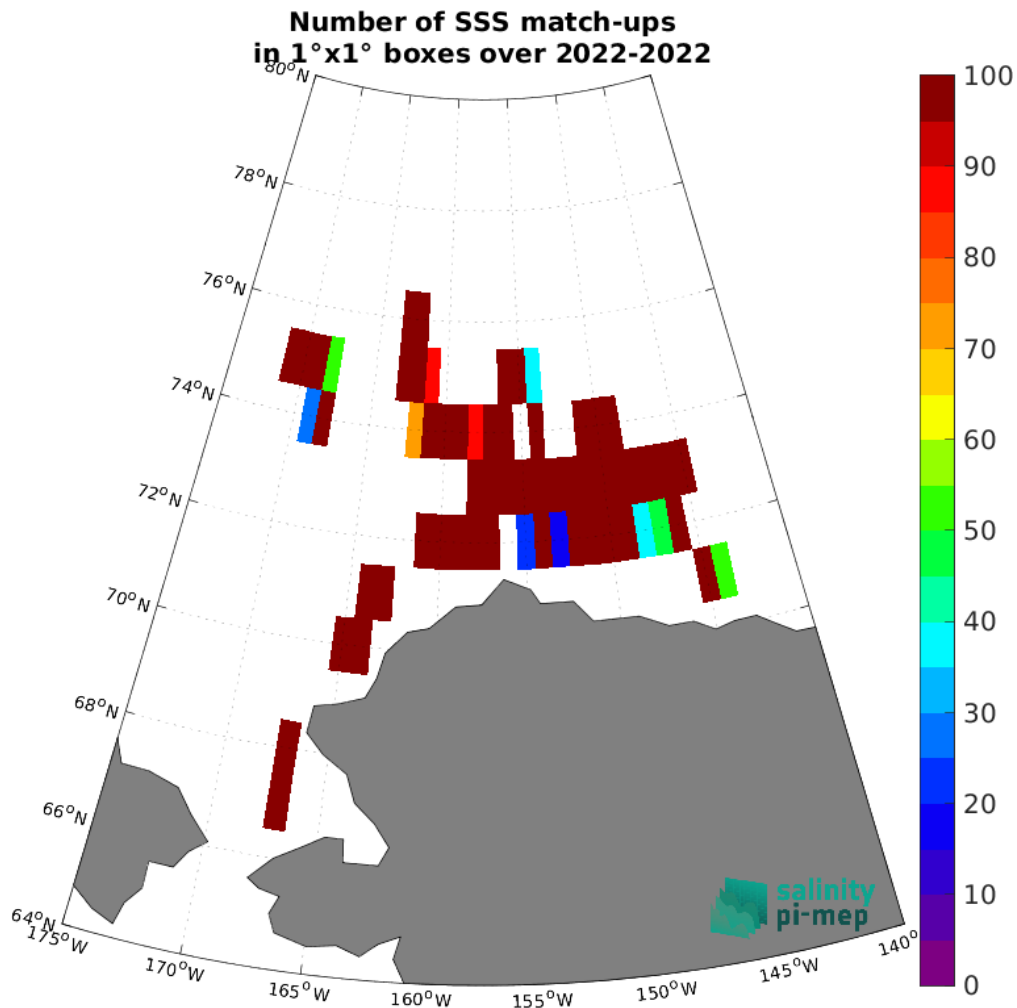 Number of SSS match-ups
in 1°x1° boxes over 2022-2022
80°N
78°N
76°N
74°N
72°N
70°N
68°N
66°N
64°N
175°W
170°W
165°W
160°W
155°W
150°W
145°W
140°
100
90
80
70
60
50
40
30
20
10
0
salinity
pi-mep